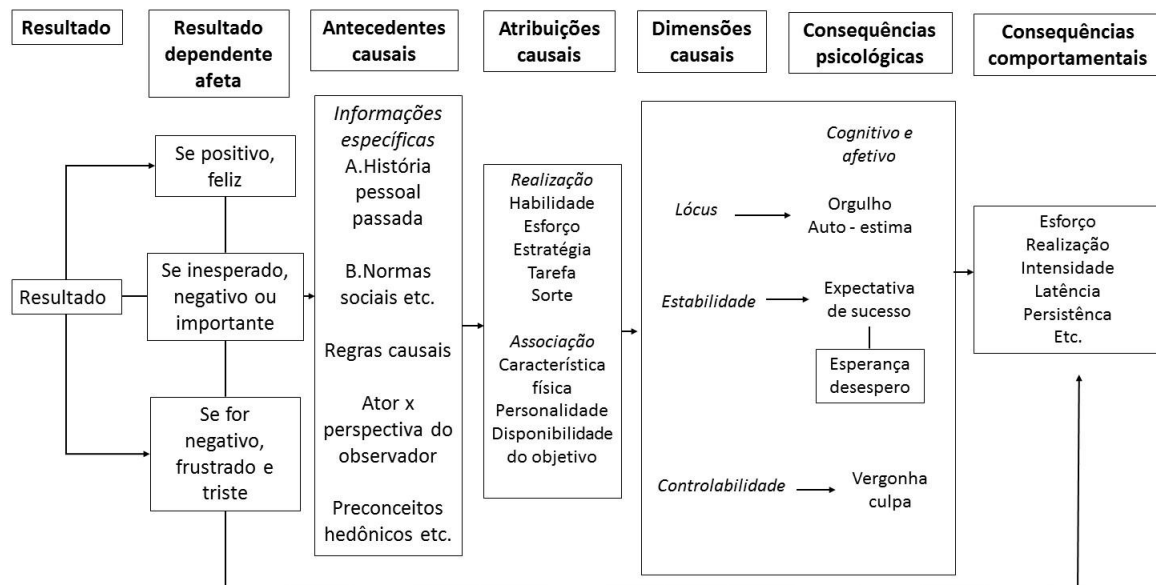 Resultado
Resultado
dependente
afeta
Antecedentes
causais
Atribuições
causais
Dimensões
causais
Consequências
psicológicas
Consequências
comportamentais
Resultado
Se positivo,
feliz
Se inesperado,
negativo ou
importante
Se for
negativo,
frustrado e
triste
Informações
específicas
A.História
pessoal
passada
B.Normas
sociais etc.
Regras causais
Ator x
perspectiva do
observador
Preconceitos
hedônicos etc.
Realização
Habilidade
Esforço
Estratégia
Tarefa
Sorte
Associação
Característica
física
Personalidade
Disponibilidade
do objetivo
Lócus
Estabilidade
Controlabilidade
Cognitivo e
afetivo
Orgulho
Auto - estima
Expectativa
de sucesso
Esperança
desespero
Vergonha
culpa
Esforço
Realização
Intensidade
Latência
Persistênca
Etc.